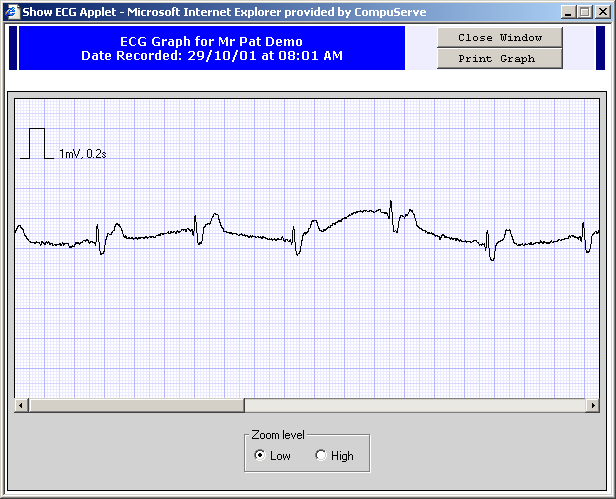 Show ECG Applet - Microsoft Internet Explorer provided by CompuServe
ECG Graph for Mr Pat Demo
Date Recorded: 29/10/01 at 08:01 AM
Close Window
Print Graph
1mV, 0.2s
Zoom level
Low
High